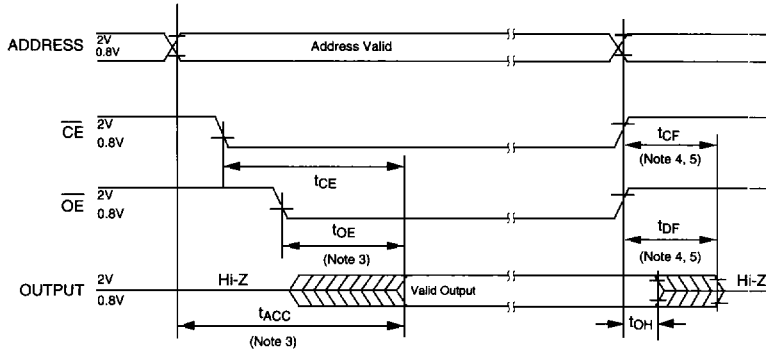 ADDRESS 2V 0.8V Address Valid
CE 2V 0.8V tCF (Note 4, 5)
tCE
OE 2V 0.8V tDF (Note 4, 5)
tOE (Note 3)
OUTPUT 2V 0.8V Hi-Z Valid Output Hi-Z
tACC (Note 3) tOH